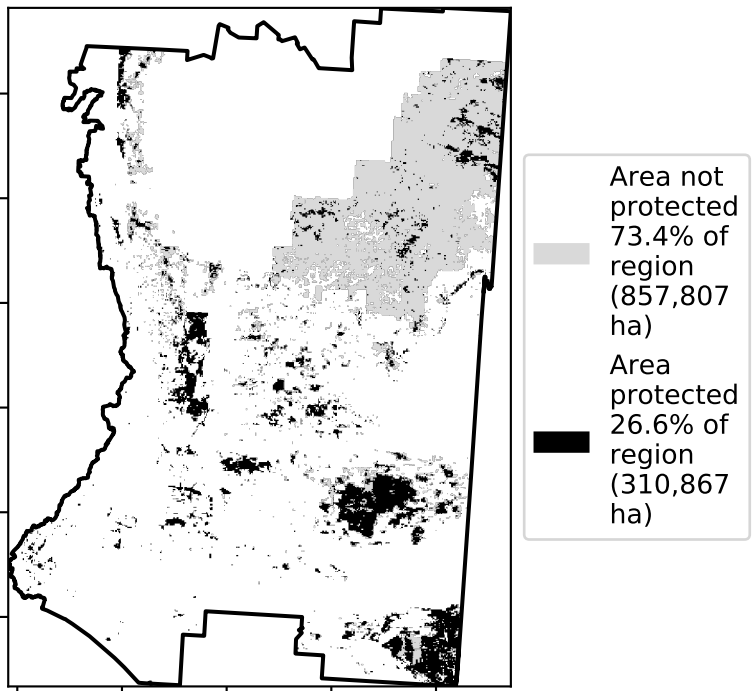 Area not
protected
73.4% of
region
(857,807
ha)
Area
protected
26.6% of
region
(310,867
ha)